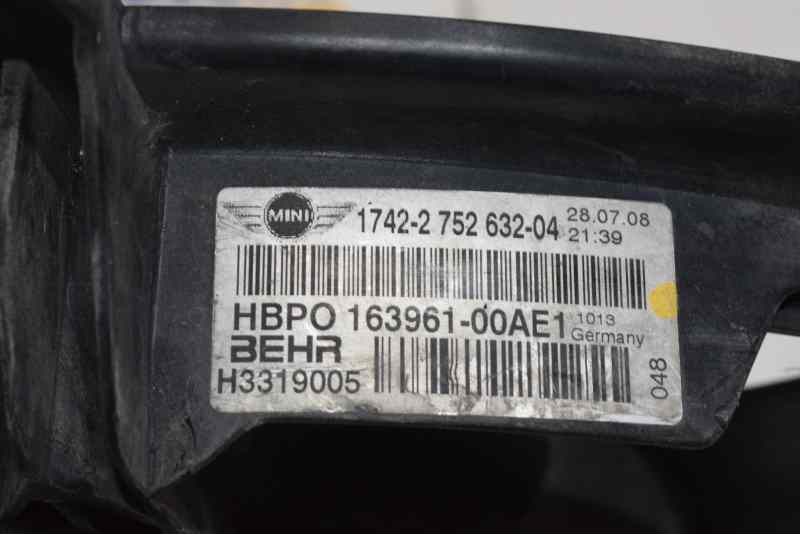 MINI 1742-2 752 632-04 28.07.08
21:39
HBPO 163961-00AE1 1013
Germany
BEHR
H3319005
048